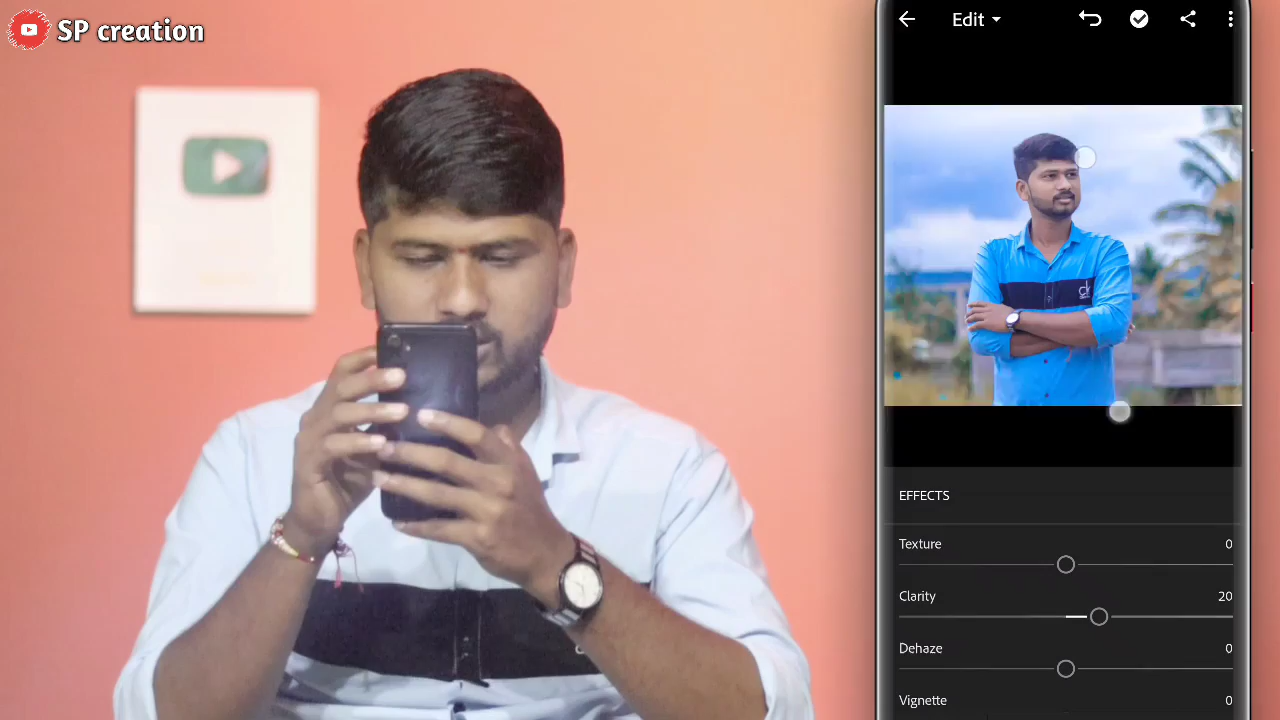 SP creation
Edit
EFFECTS
Texture 0
Clarity 20
Dehaze 0
Vignette 0